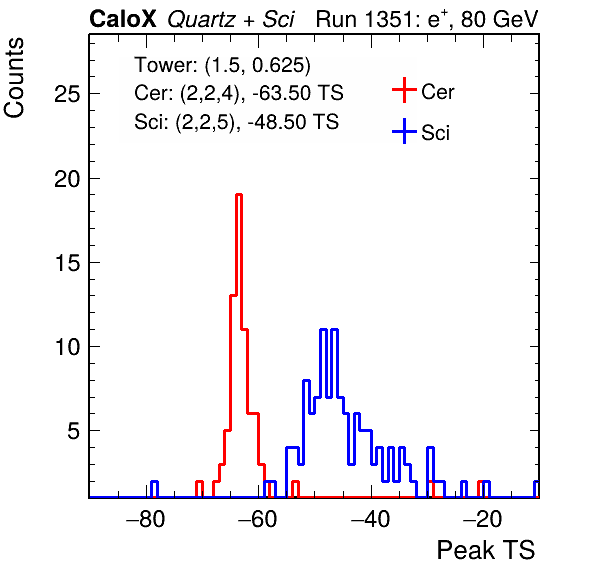 CaloX Quartz + Sci Run 1351: e⁺, 80 GeV
Counts
Tower: (1.5, 0.625)
Cer: (2,2,4), -63.50 TS
Sci: (2,2,5), -48.50 TS
Cer
Sci
25
20
15
10
5
−80 −60 −40 −20
Peak TS